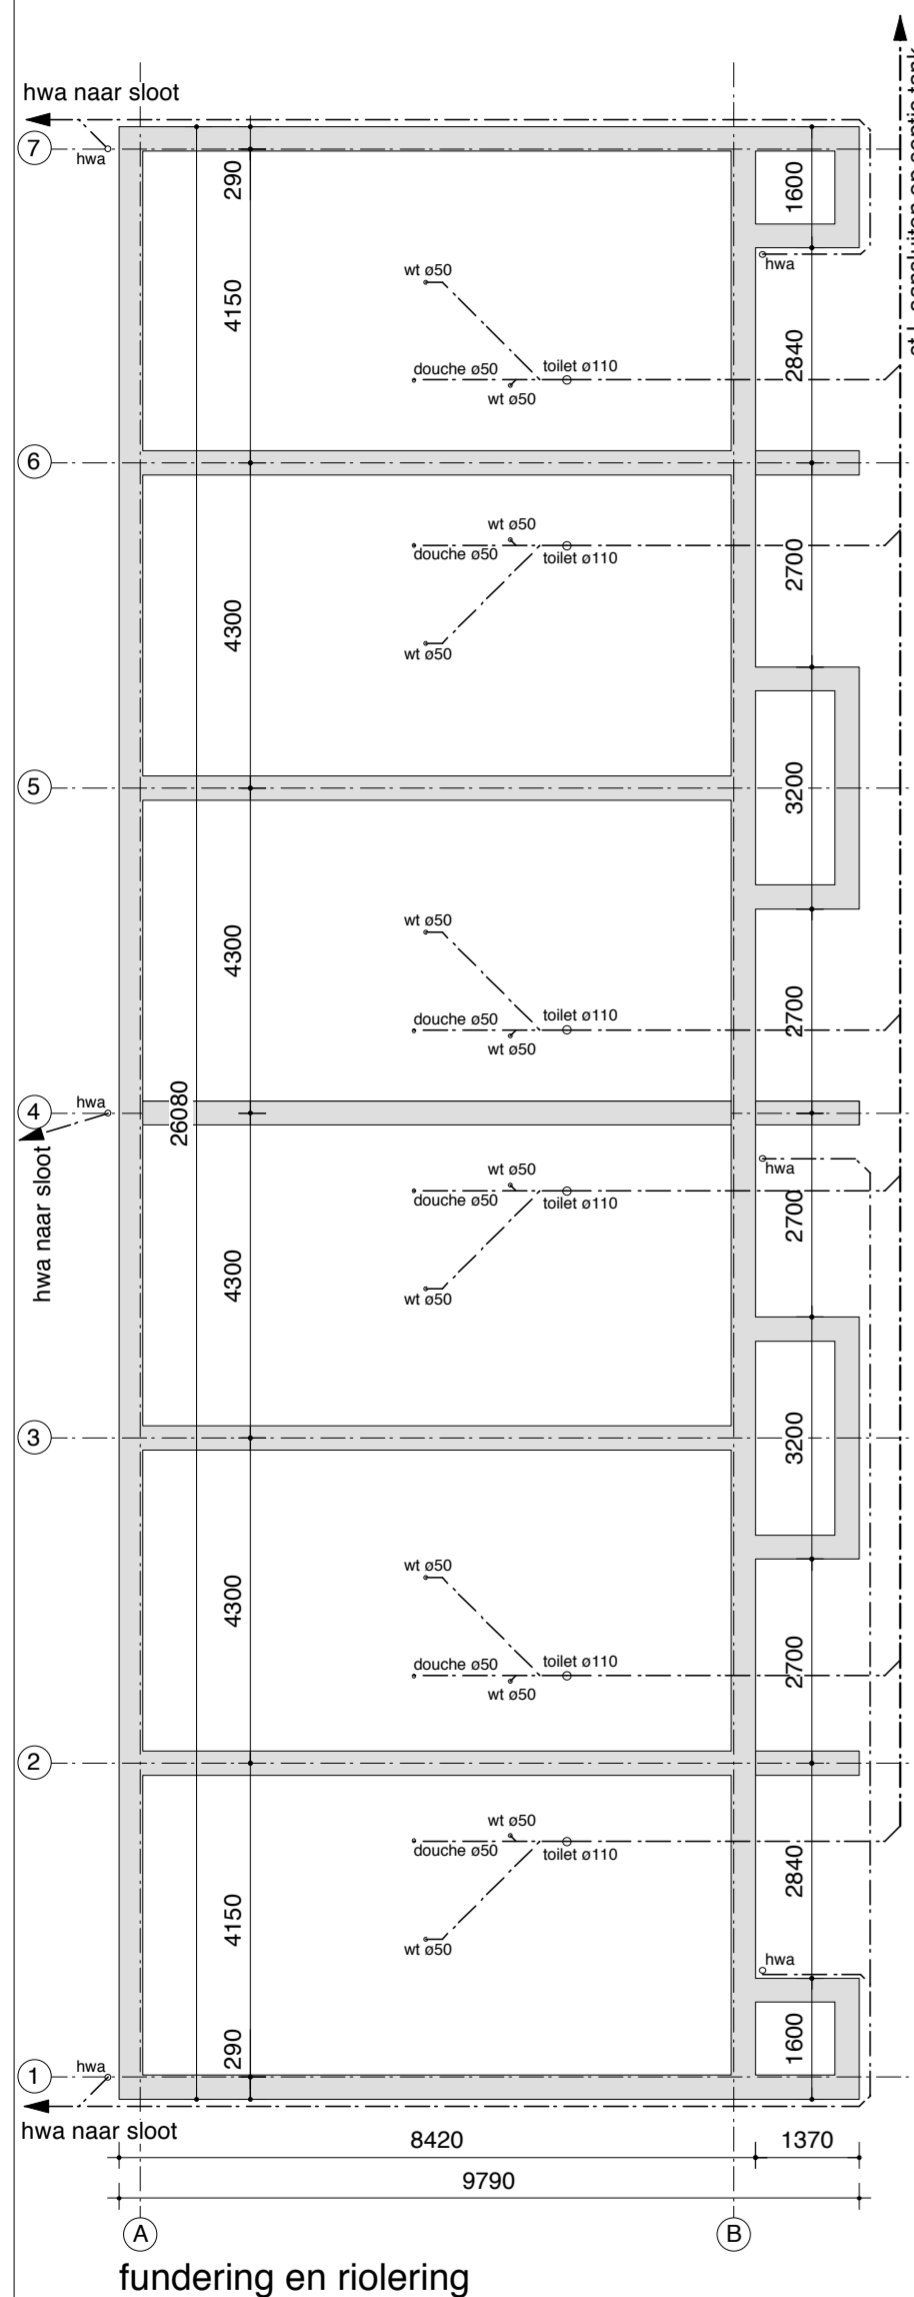 hwa naar sloot
7
hwa
290
1600
hwa
4150
wt ø50
2840
douche ø50
toilet ø110
wt ø50
aansluiten op septic tank
6
wt ø50
douche ø50
toilet ø110
2700
4300
wt ø50
5
3200
4300
wt ø50
2700
douche ø50
toilet ø110
wt ø50
4
hwa
26080
hwa naar sloot
wt ø50
hwa
douche ø50
toilet ø110
2700
4300
wt ø50
3
3200
4300
wt ø50
2700
douche ø50
toilet ø110
wt ø50
2
wt ø50
douche ø50
toilet ø110
2840
4150
wt ø50
hwa
290
1600
1
hwa
hwa naar sloot
8420
1370
9790
A
B
fundering en riolering